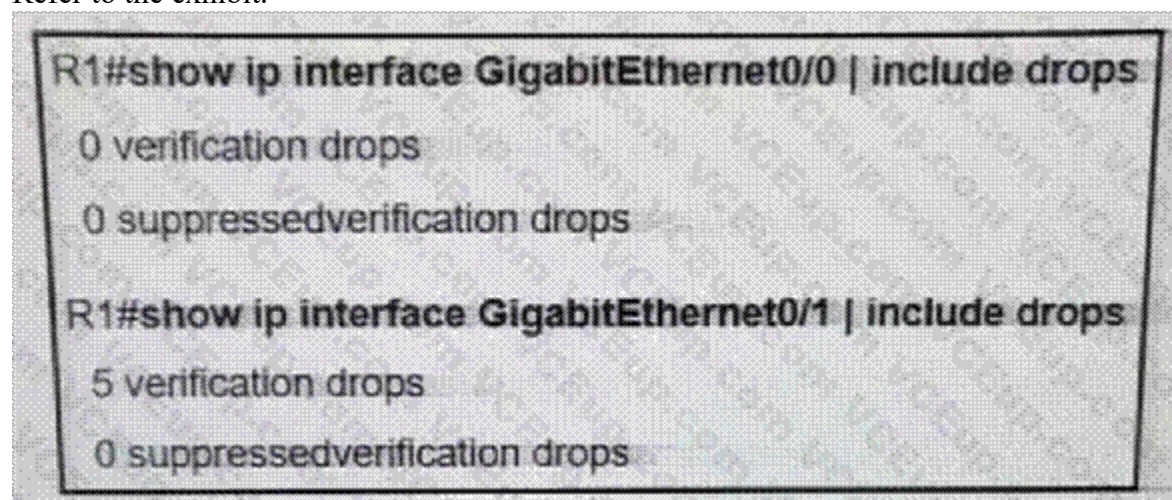 Refer to the exhibit.
R1#show ip interface GigabitEthernet0/0 | include drops
0 verification drops
0 suppressedverification drops
R1#show ip interface GigabitEthernet0/1 | include drops
5 verification drops
0 suppressedverification drops